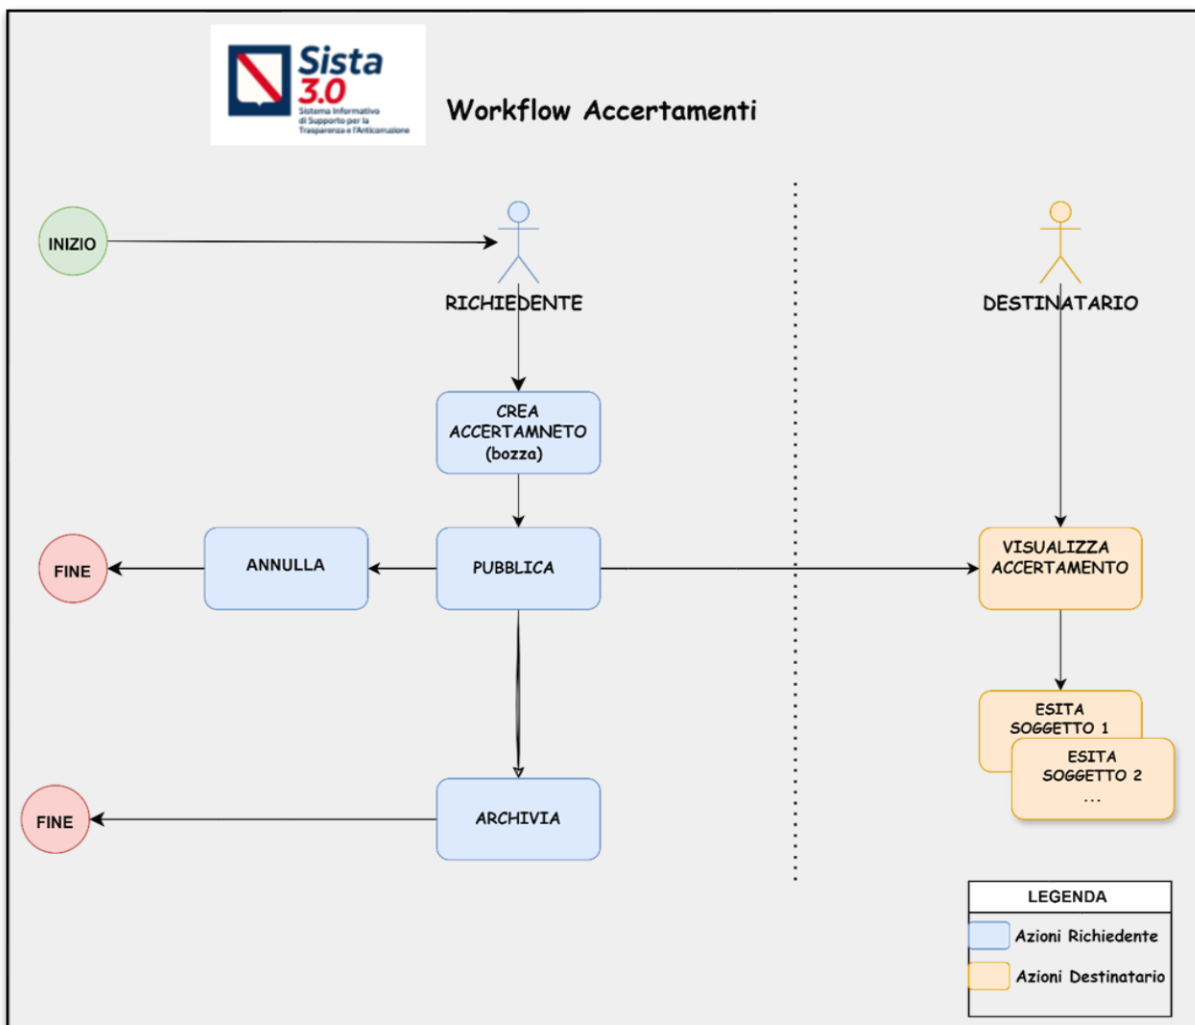 Sista
3.0
Sistema Informativo
di Supporto per la
Trasparenza e l'Anticorruzione
Workflow Accertamenti
INIZIO
RICHIEDENTE
DESTINATARIO
CREA
ACCERTAMNETO
(bozza)
FINE
ANNULLA
PUBBLICA
VISUALIZZA
ACCERTAMENTO
ESITA
SOGGETTO 1
ESITA
SOGGETTO 2
...
FINE
ARCHIVIA
LEGENDA
Azioni Richiedente
Azioni Destinatario